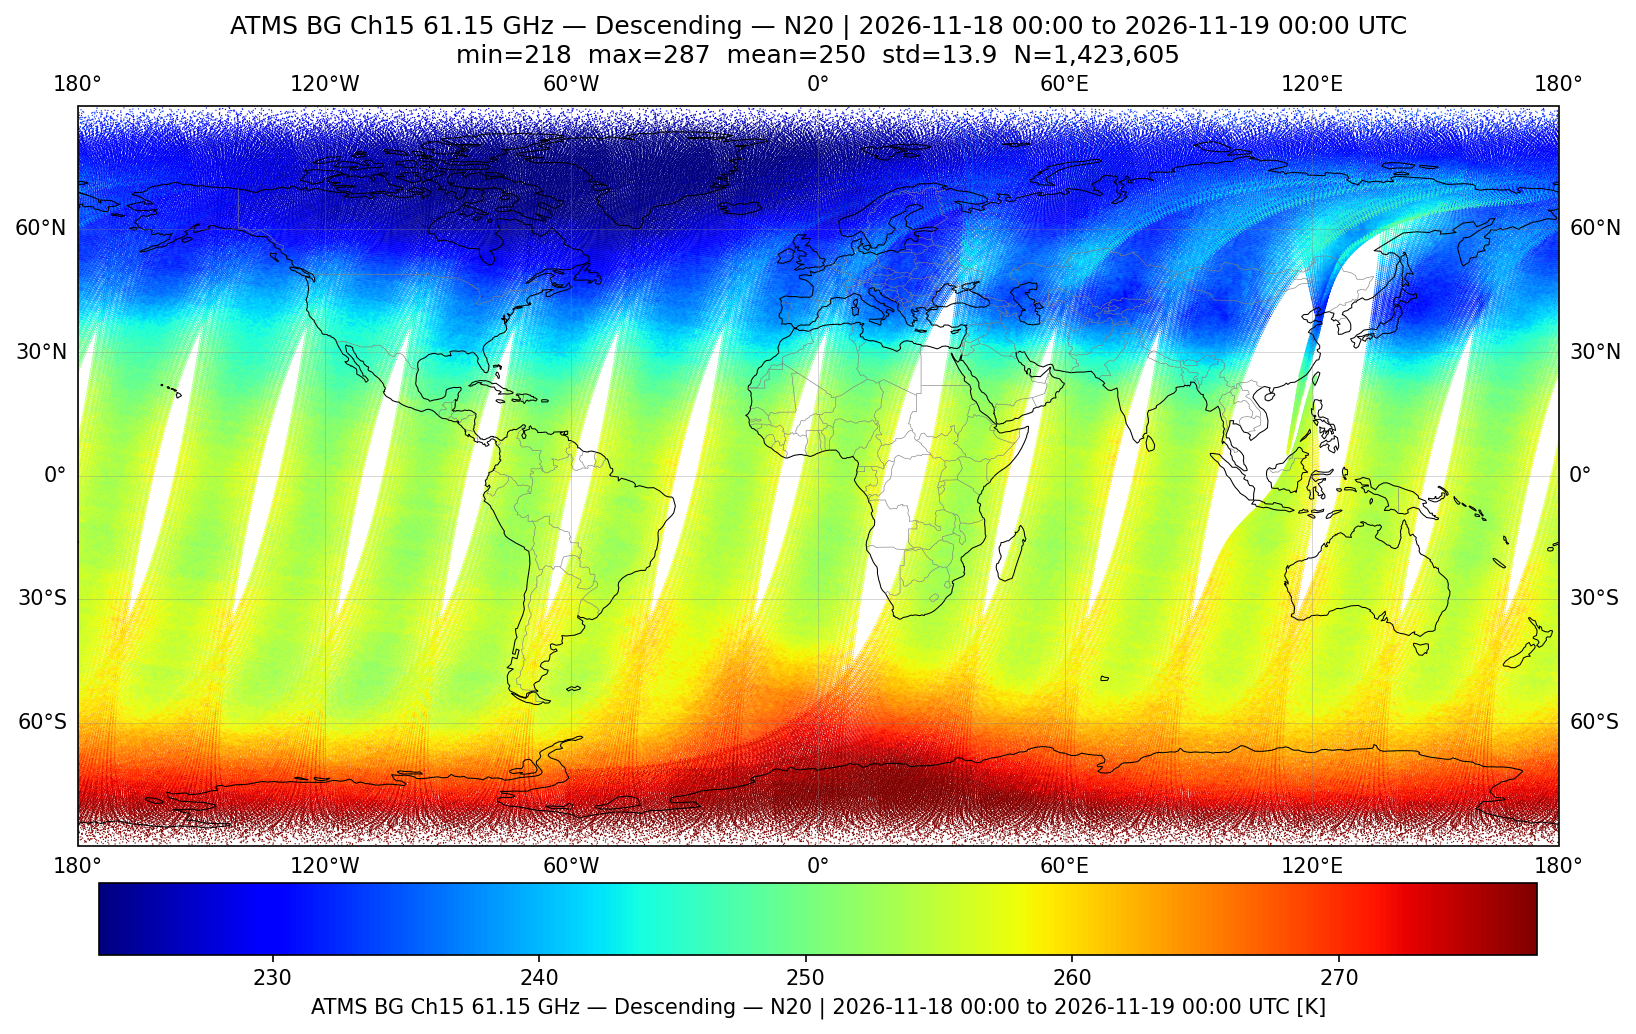 ATMS BG Ch15 61.15 GHz — Descending — N20 | 2026-11-18 00:00 to 2026-11-19 00:00 UTC
min=218  max=287  mean=250  std=13.9  N=1,423,605
180° 120°W 60°W 0° 60°E 120°E 180°
60°N 60°N
30°N 30°N
0° 0°
30°S 30°S
60°S 60°S
180° 120°W 60°W 0° 60°E 120°E 180°
230 240 250 260 270
ATMS BG Ch15 61.15 GHz — Descending — N20 | 2026-11-18 00:00 to 2026-11-19 00:00 UTC [K]